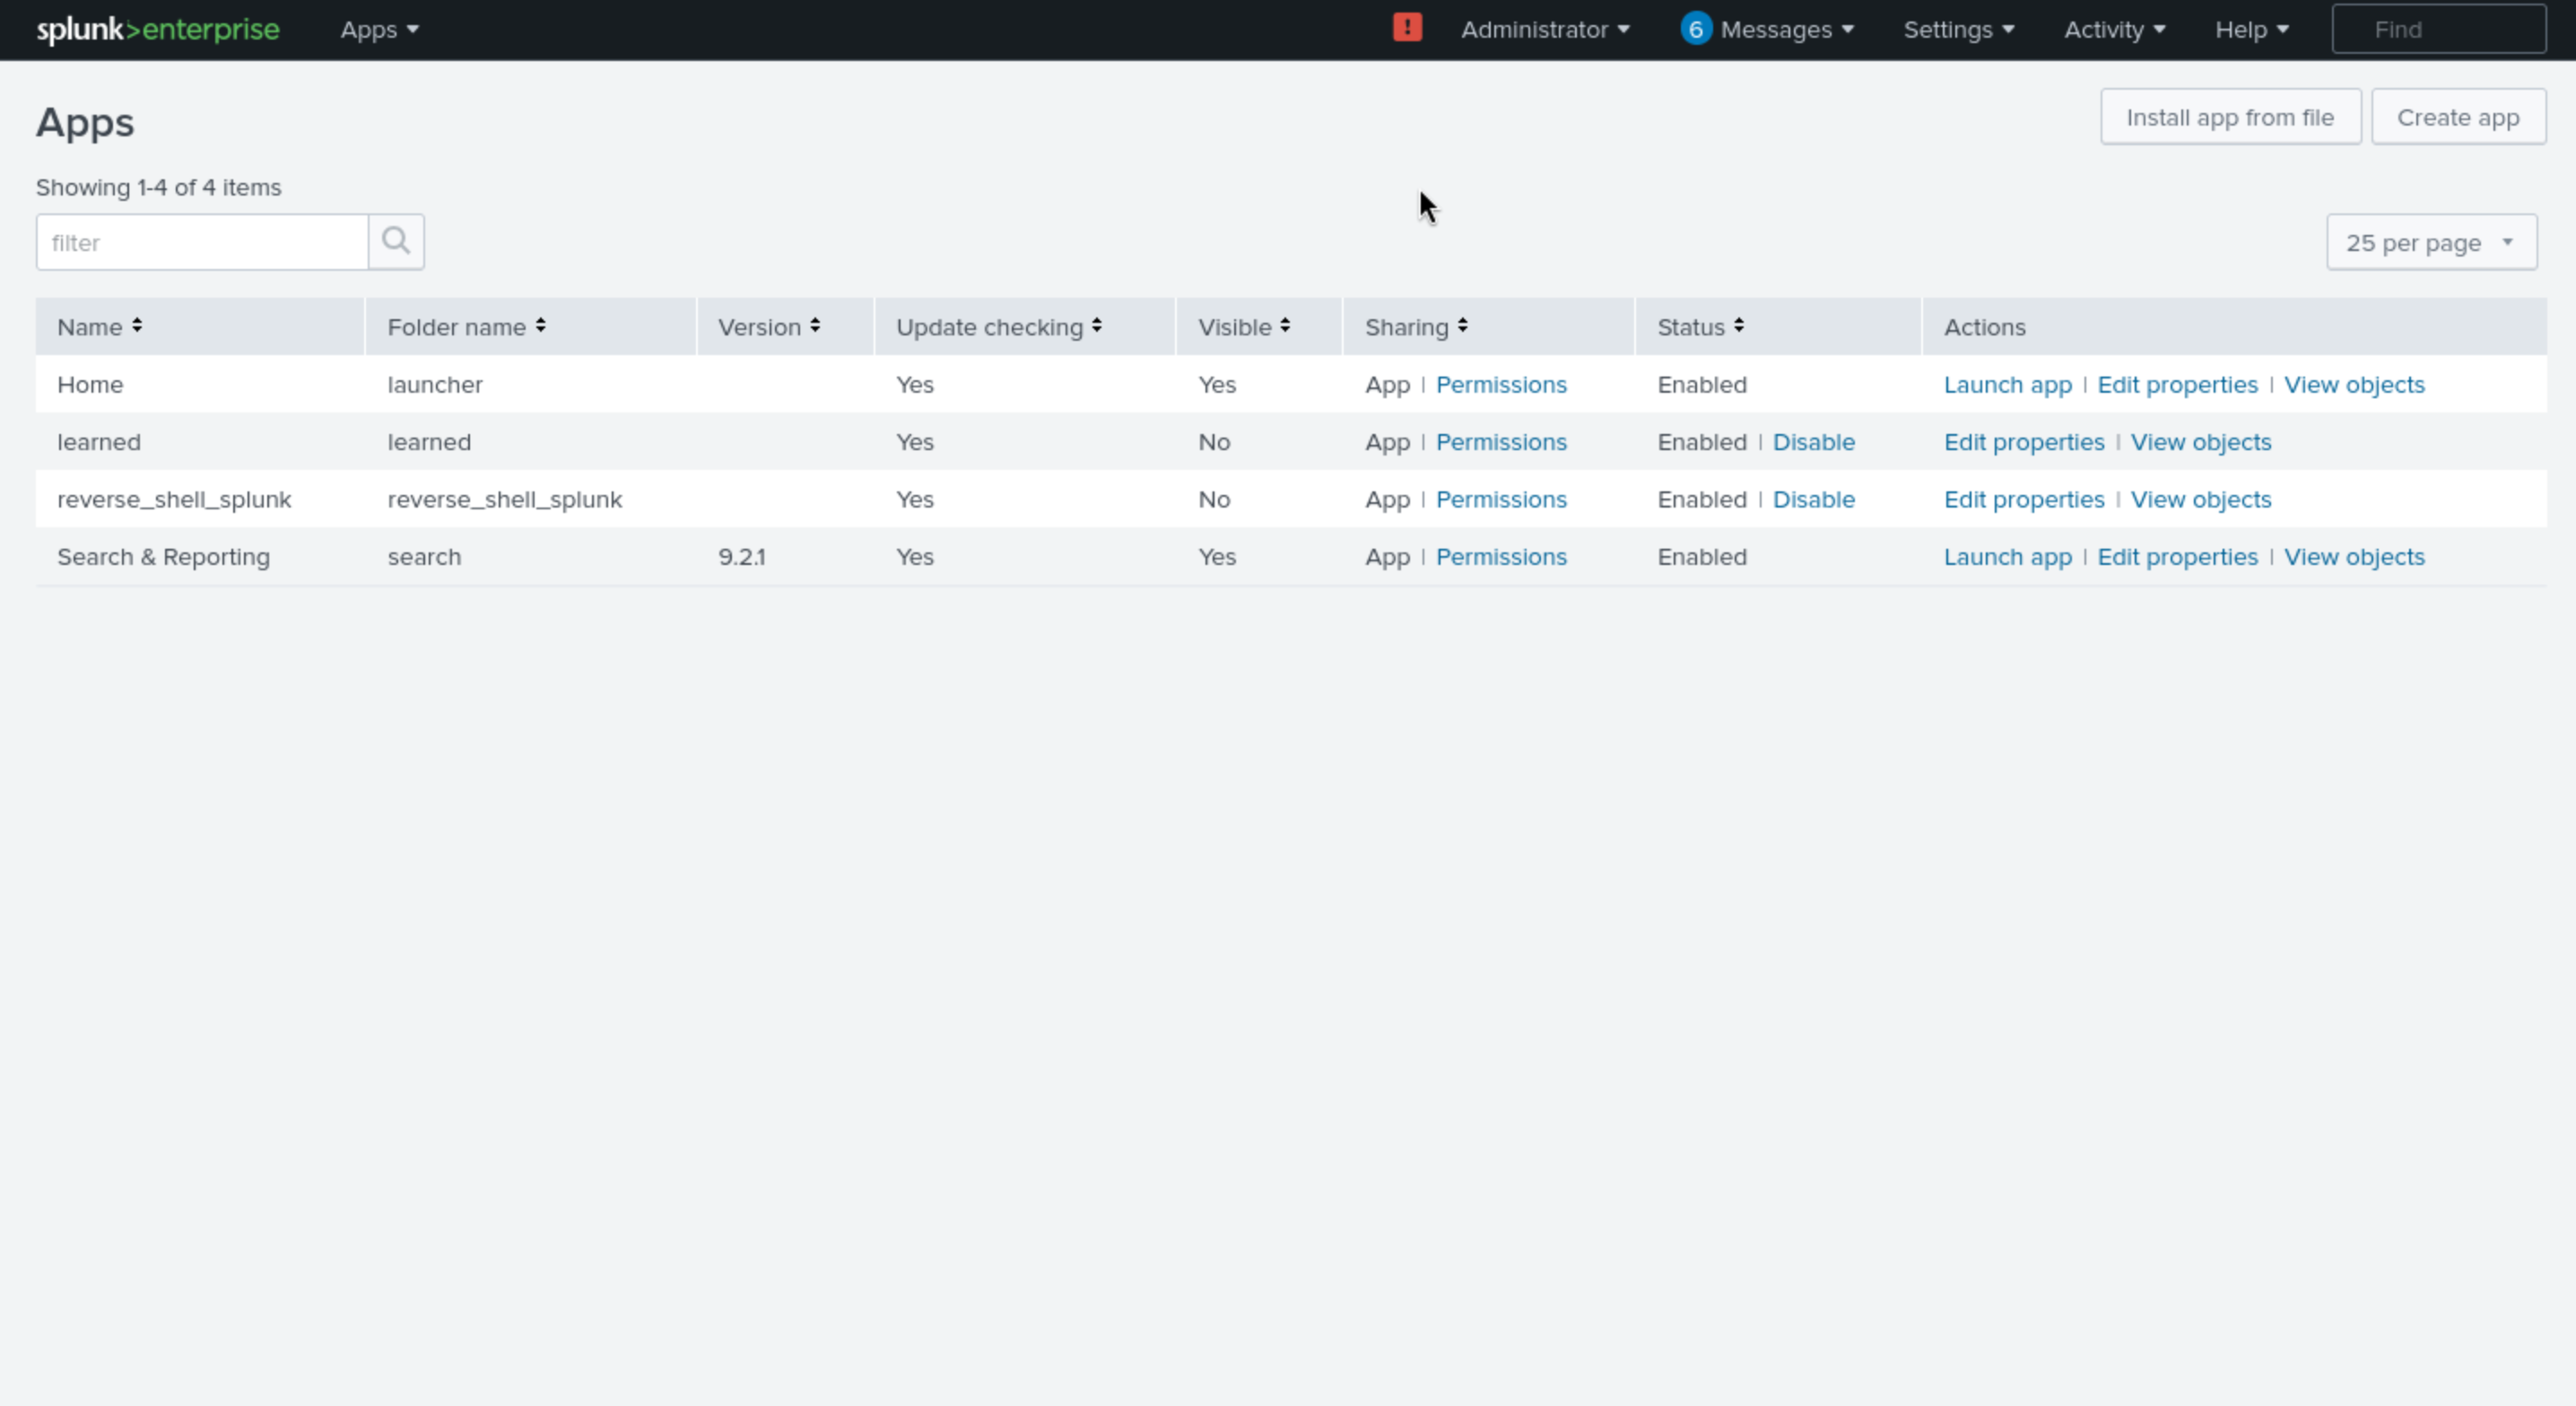 splunk>enterprise Apps ! Administrator 6 Messages Settings Activity Help Find
Apps Install app from file Create app
Showing 1-4 of 4 items
filter 25 per page
Name Folder name Version Update checking Visible Sharing Status Actions
Home launcher Yes Yes App | Permissions Enabled Launch app | Edit properties | View objects
learned learned Yes No App | Permissions Enabled | Disable Edit properties | View objects
reverse_shell_splunk reverse_shell_splunk Yes No App | Permissions Enabled | Disable Edit properties | View objects
Search & Reporting search 9.2.1 Yes Yes App | Permissions Enabled Launch app | Edit properties | View objects